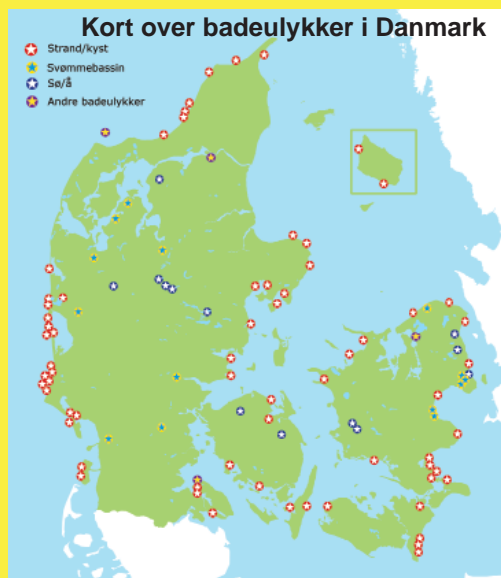 Kort over badeulykker i Danmark
Strand/kyst
Svømmebassin
Sø/å
Andre badeulykker